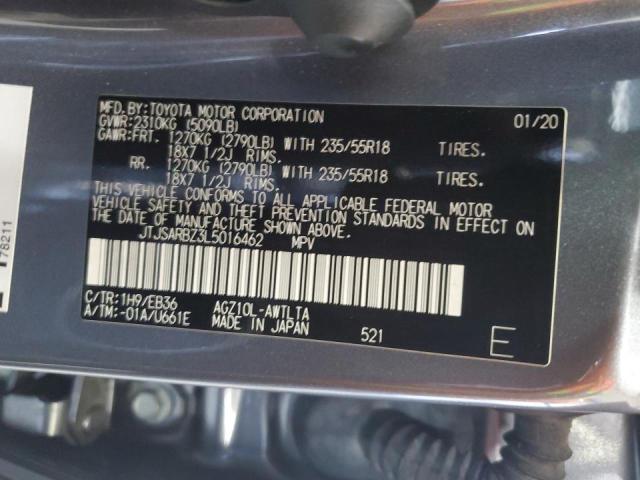 MFD.BY:TOYOTA MOTOR CORPORATION 01/20
GVWR:2310KG (5090LB)
GAWR:FRT. 1270KG (2790LB) WITH 235/55R18 TIRES.
18X7 1/2J RIMS.
RR. 1270KG (2790LB) WITH 235/55R18 TIRES.
18X7 1/2J RIMS.
THIS VEHICLE CONFORMS TO ALL APPLICABLE FEDERAL MOTOR
VEHICLE SAFETY AND THEFT PREVENTION STANDARDS IN EFFECT ON
THE DATE OF MANUFACTURE SHOWN ABOVE.
JTJSARBZ3L5016462 MPV
C/TR:1H9/EB36 AGZ10L-AWTLTA
A/TM:-01A/U661E MADE IN JAPAN 521 E
78211